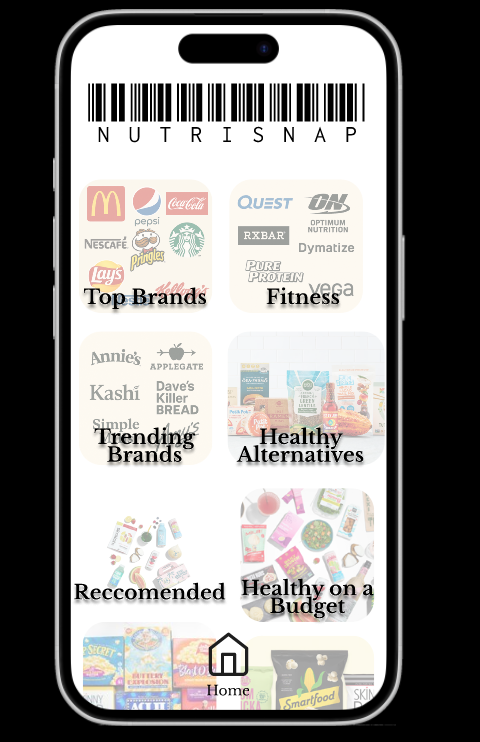 NUTRISNAP
M
pepsi
Coca-Cola
NESCAFÉ
Pringles
Lay's
Kellogg's
Top Brands
QUEST
ON
OPTIMUM
NUTRITION
RXBAR
Dymatize
PURE
PROTEIN
vega
Fitness
Annie's
APPLEGATE
Kashi
Dave's
Killer
BREAD
Simple
Amy's
Trending
Brands
Healthy
Alternatives
Reccomended
Healthy on a
Budget
SECRET
Smartfood
SKIN
Home